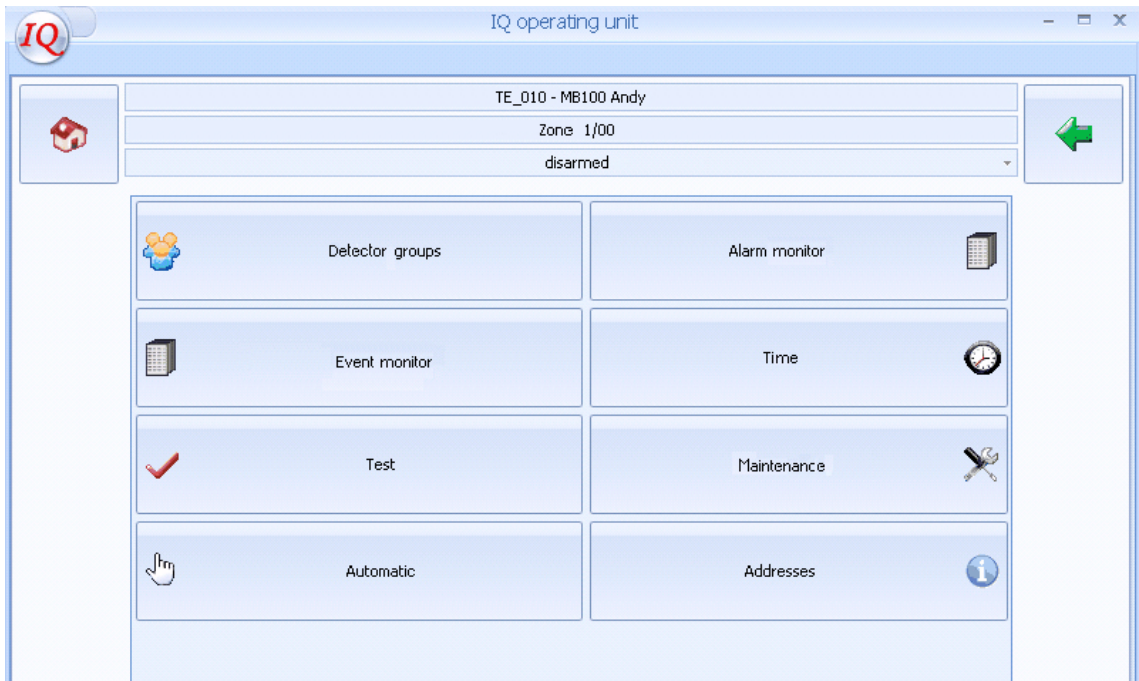 IQ operating unit
IQ
TE_010 - MB100 Andy
Zone 1/00
disarmed
Detector groups
Alarm monitor
Event monitor
Time
Test
Maintenance
Automatic
Addresses